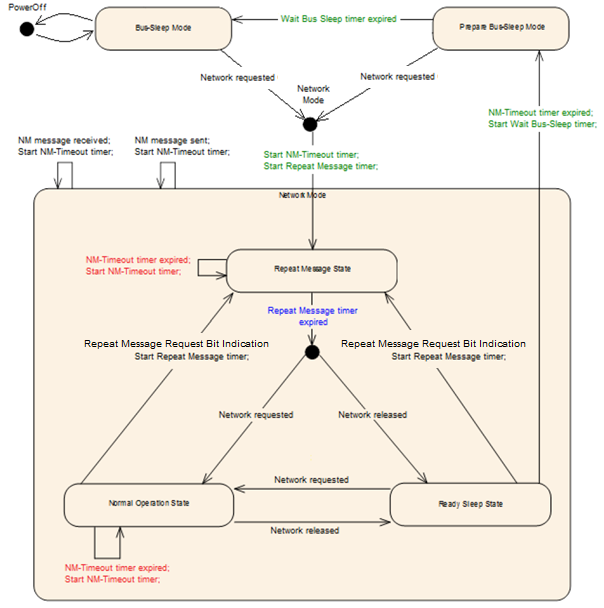 PowerOff
Bus-Sleep Mode
Wait Bus Sleep timer expired
Prepare Bus-Sleep Mode
Network requested
Network requested
Network
Mode
NM-Timeout timer expired;
Start Wait Bus-Sleep timer;
NM message received;
Start NM-Timeout timer;
NM message sent;
Start NM-Timeout timer;
Start NM-Timeout timer;
Start Repeat Message timer;
Network Mode
NM-Timeout timer expired;
Start NM-Timeout timer;
Repeat Message State
Repeat Message timer
expired
Repeat Message Request Bit Indication
Start Repeat Message timer;
Repeat Message Request Bit Indication
Start Repeat Message timer;
Network requested
Network released
Network requested
Normal Operation State
Ready Sleep State
Network released
NM-Timeout timer expired;
Start NM-Timeout timer;